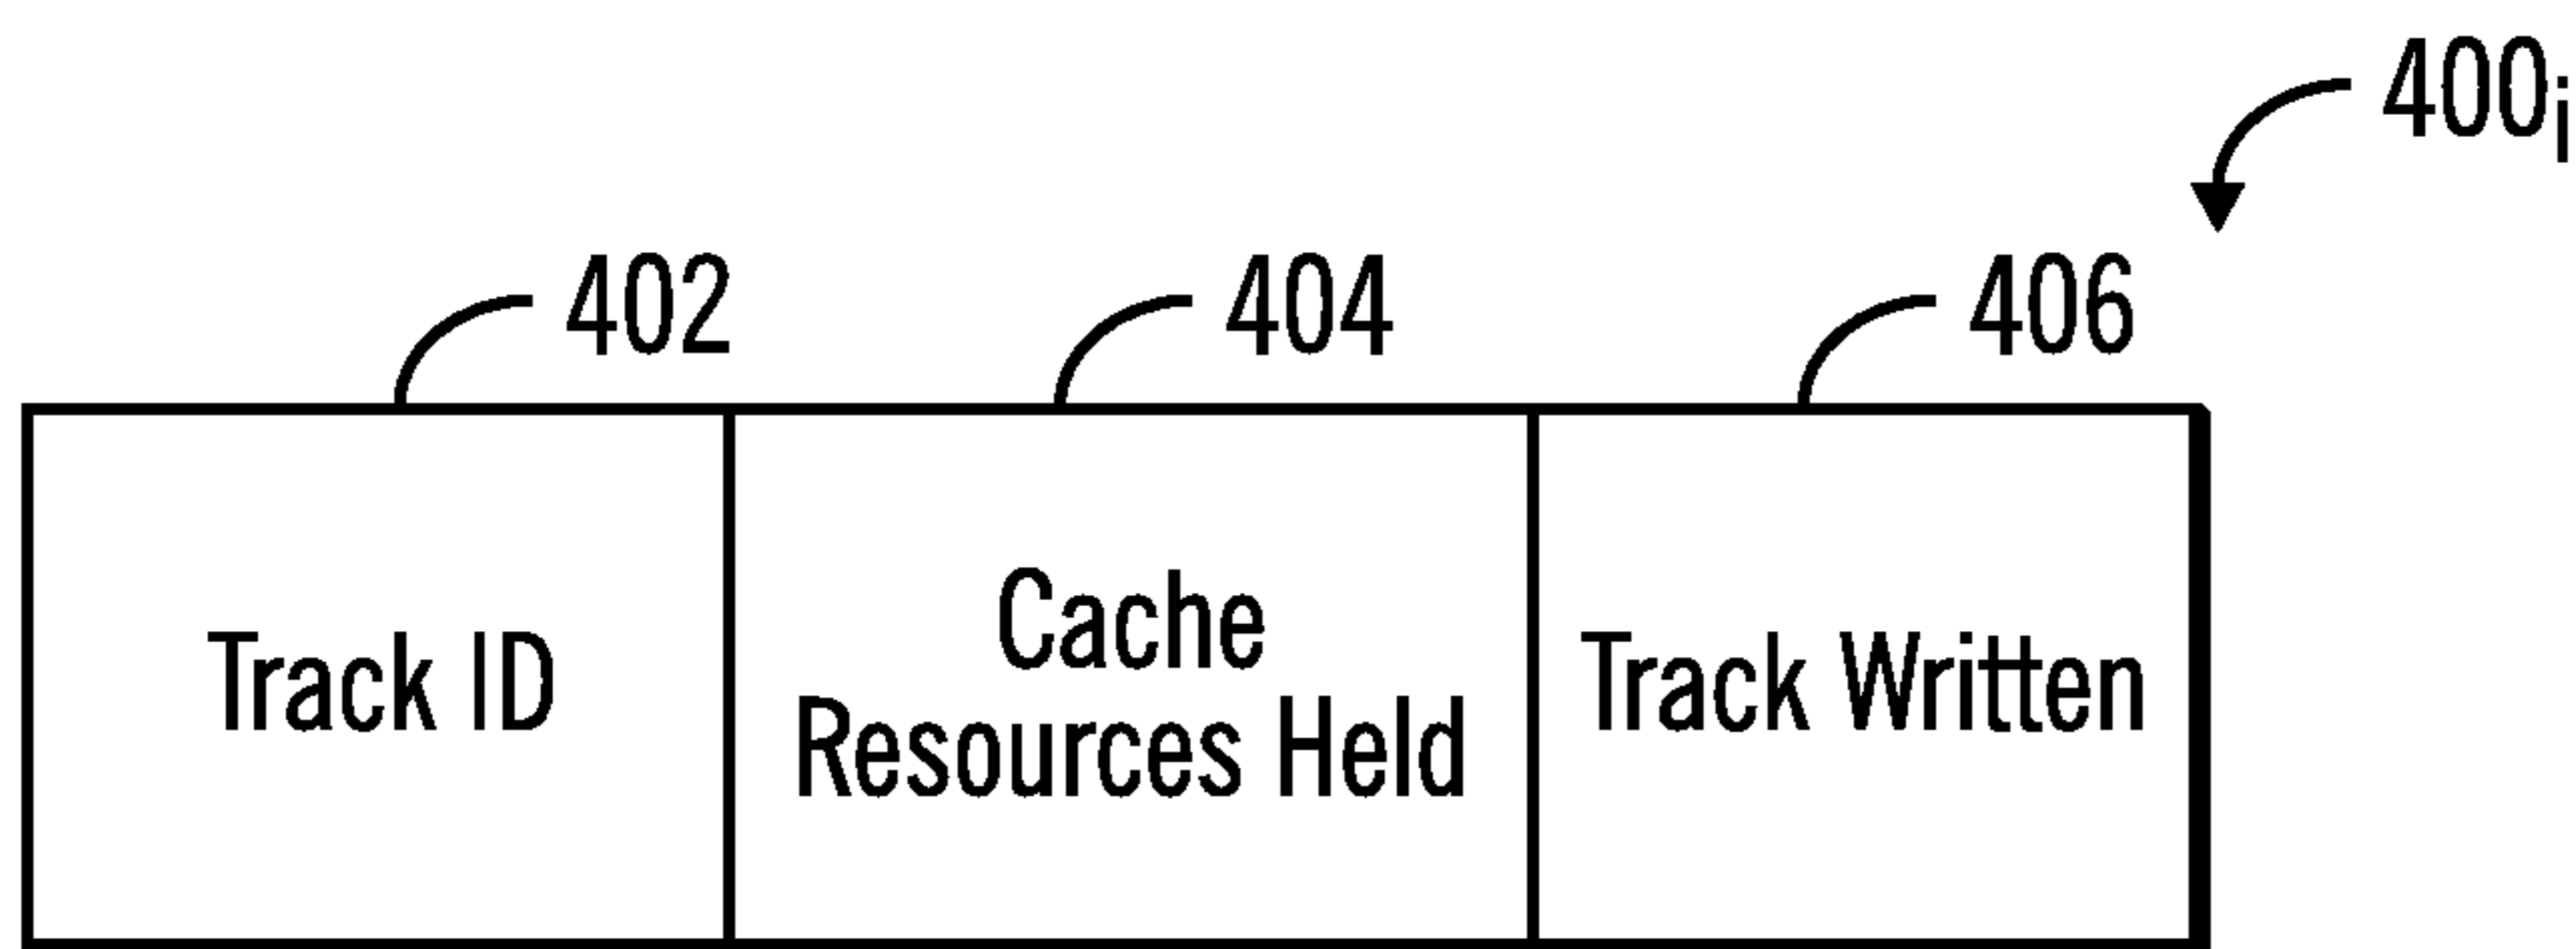 400i
402
404
406
Track ID
Cache
Resources Held
Track Written